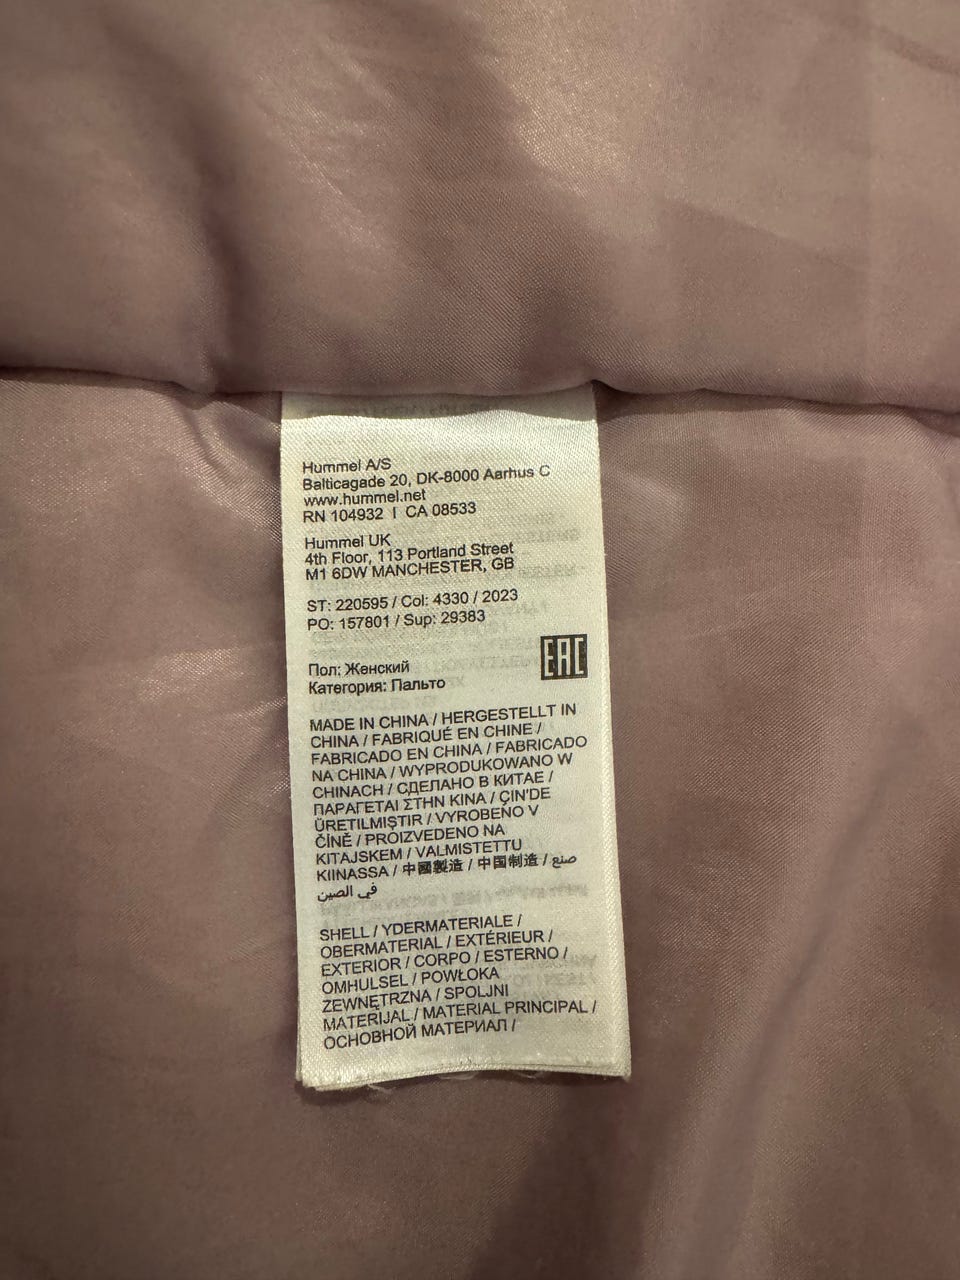 Hummel A/S
Balticagade 20, DK-8000 Aarhus C
www.hummel.net
RN 104932 I CA 08533
Hummel UK
4th Floor, 113 Portland Street
M1 6DW MANCHESTER, GB
ST: 220595 / Col: 4330 / 2023
PO: 157801 / Sup: 29383
EAC
Пол: Женский
Категория: Пальто
MADE IN CHINA / HERGESTELLT IN
CHINA / FABRIQUÉ EN CHINE /
FABRICADO EN CHINA / FABRICADO
NA CHINA / WYPRODUKOWANO W
CHINACH / СДЕЛАНО В КИТАЕ /
ΠΑΡΑΓΕΤΑΙ ΣΤΗΝ ΚΙΝΑ / ÇIN'DE
ÜRETILMIŞTIR / VYROBENO V
ČÍNĚ / PROIZVEDENO NA
KITAJSKEM / VALMISTETTU
KIINASSA / 中國製造 / 中国制造 / صنع
في الصين
SHELL / YDERMATERIALE /
OBERMATERIAL / EXTÉRIEUR /
EXTERIOR / CORPO / ESTERNO /
OMHULSEL / POWŁOKA
ZEWNĘTRZNA / SPOLJNI
MATERIJAL / MATERIAL PRINCIPAL /
ОСНОВНОЙ МАТЕРИАЛ /